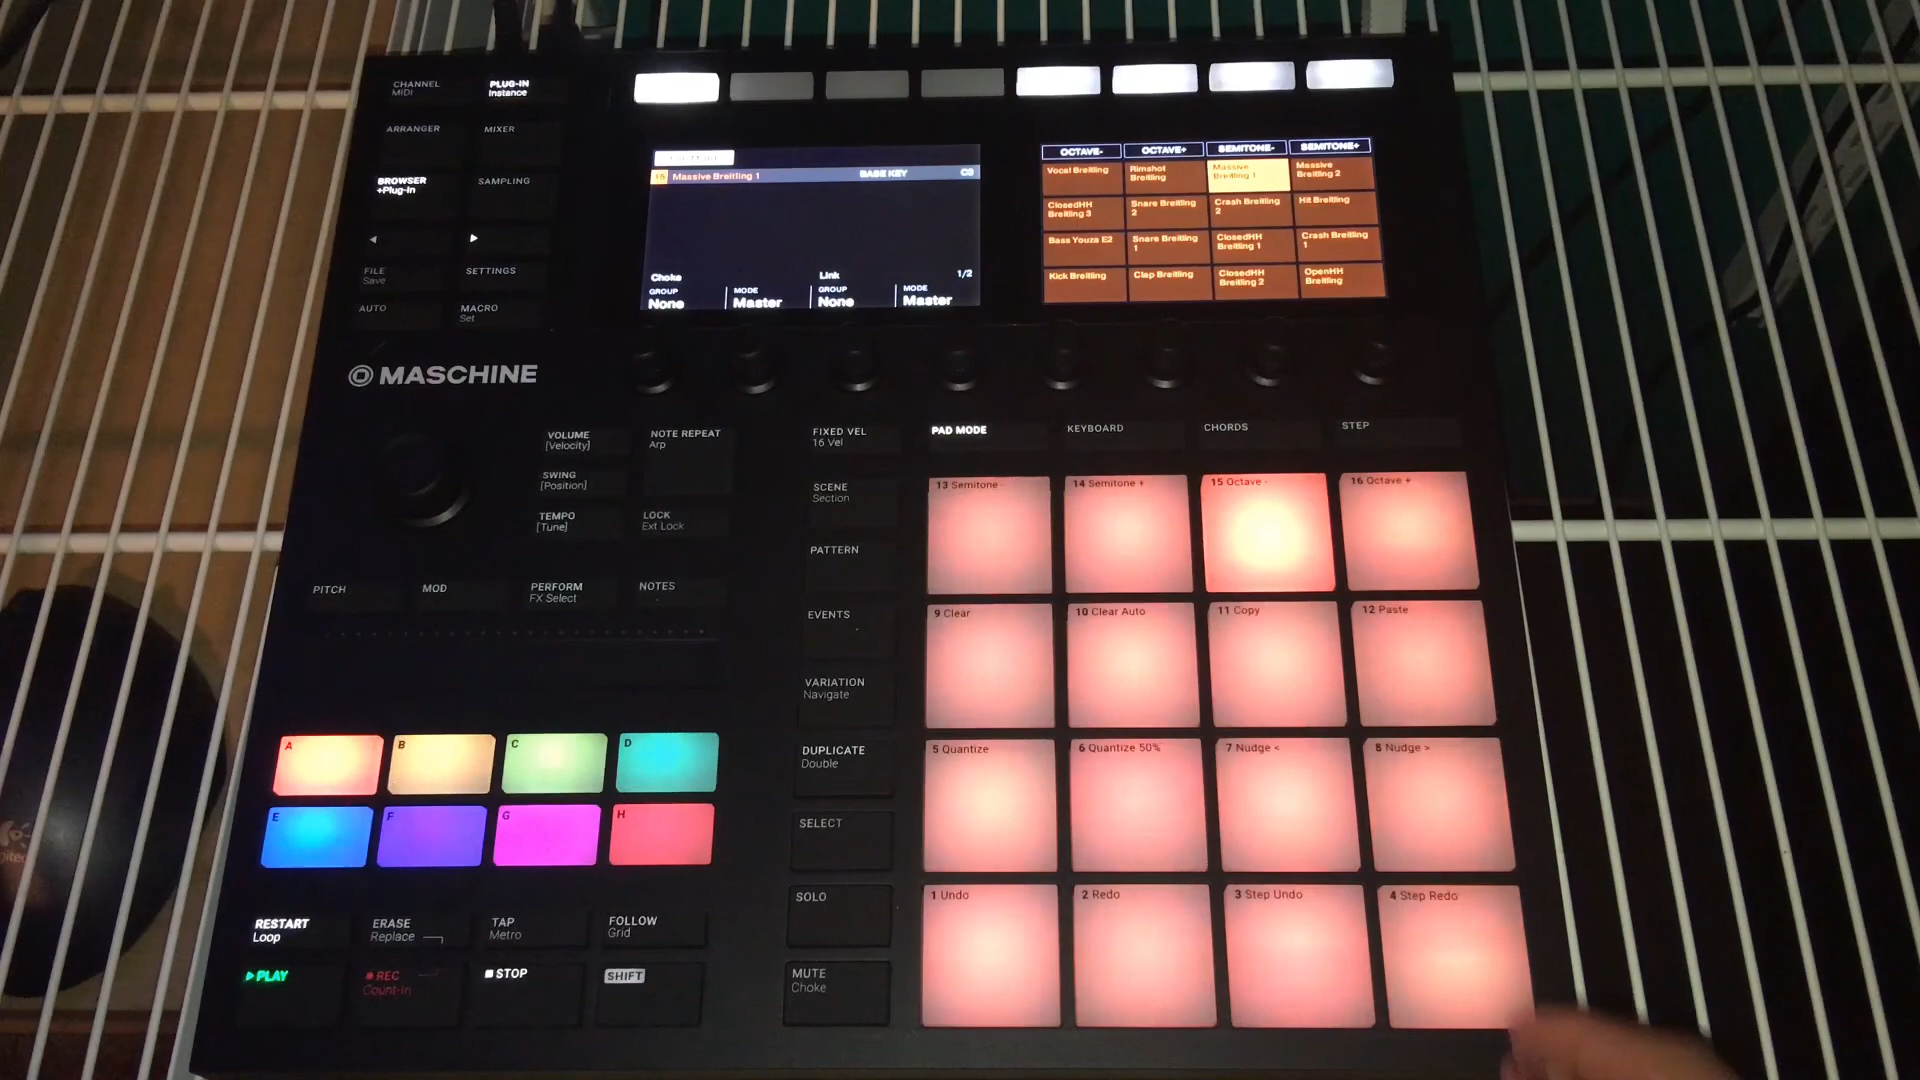 CHANNEL
MIDI
PLUG-IN
Instance
ARRANGER
MIXER
BROWSER
+Plug-In
SAMPLING
FILE
Save
SETTINGS
AUTO
MACRO
Set
15 Massive Breitling 1
BASE KEY
C3
Choke
Link
1/2
GROUP
MODE
GROUP
MODE
None
Master
None
Master
OCTAVE-
OCTAVE+
SEMITONE-
SEMITONE+
Vocal Breitling
Rimshot
Breitling
Massive
Breitling 1
Massive
Breitling 2
ClosedHH
Breitling 3
Snare Breitling
2
Crash Breitling
2
Hit Breitling
Bass Youza E2
Snare Breitling
1
ClosedHH
Breitling 1
Crash Breitling
1
Kick Breitling
Clap Breitling
ClosedHH
Breitling 2
OpenHH
Breitling
MASCHINE
VOLUME
[Velocity]
NOTE REPEAT
Arp
SWING
[Position]
TEMPO
[Tune]
LOCK
Ext Lock
PITCH
MOD
PERFORM
FX Select
NOTES
FIXED VEL
16 Vel
PAD MODE
KEYBOARD
CHORDS
STEP
SCENE
Section
PATTERN
EVENTS
VARIATION
Navigate
DUPLICATE
Double
SELECT
SOLO
MUTE
Choke
13 Semitone -
14 Semitone +
15 Octave -
16 Octave +
9 Clear
10 Clear Auto
11 Copy
12 Paste
5 Quantize
6 Quantize 50%
7 Nudge <
8 Nudge >
1 Undo
2 Redo
3 Step Undo
4 Step Redo
A
B
C
D
E
F
G
H
RESTART
Loop
ERASE
Replace
TAP
Metro
FOLLOW
Grid
PLAY
REC
Count-In
STOP
SHIFT